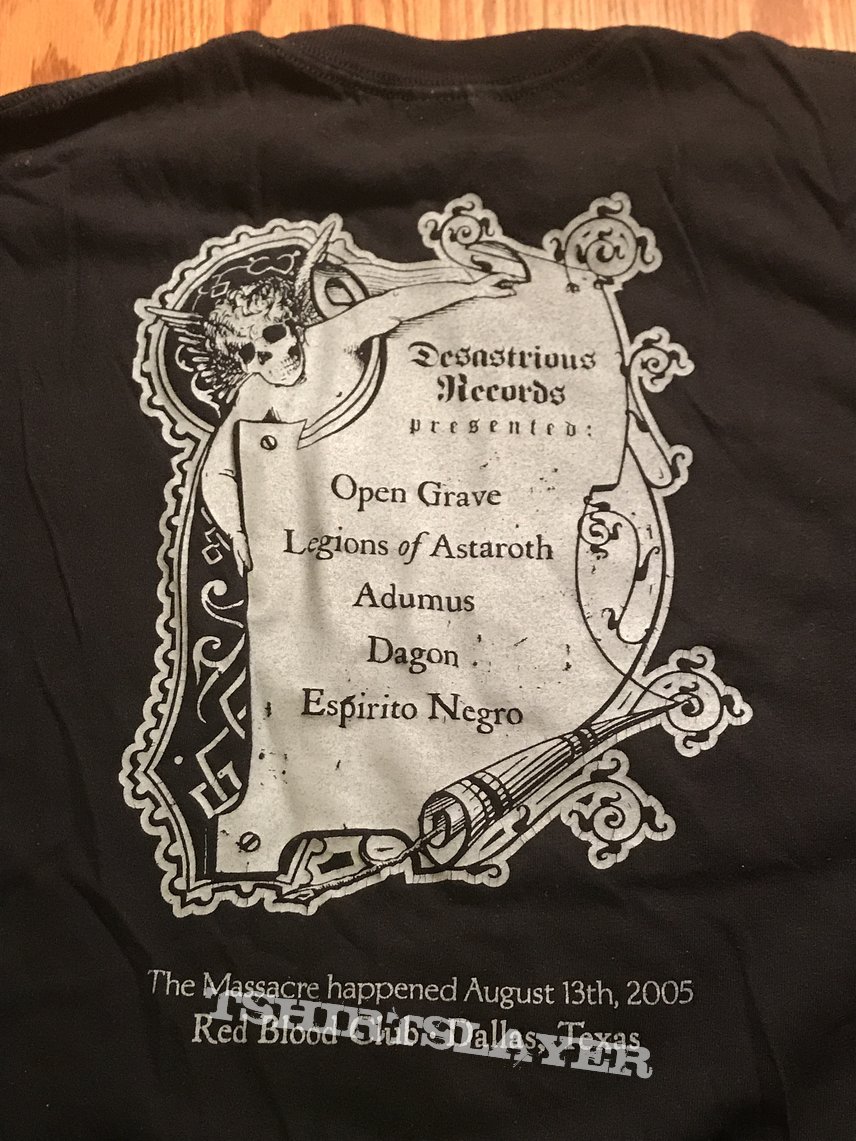 Desastrious
Records
presented:
Open Grave
Legions of Astaroth
Adumus
Dagon
Espirito Negro
The Massacre happened August 13th, 2005
Red Blood Club · Dallas, Texas
TSHIRTSLAYER